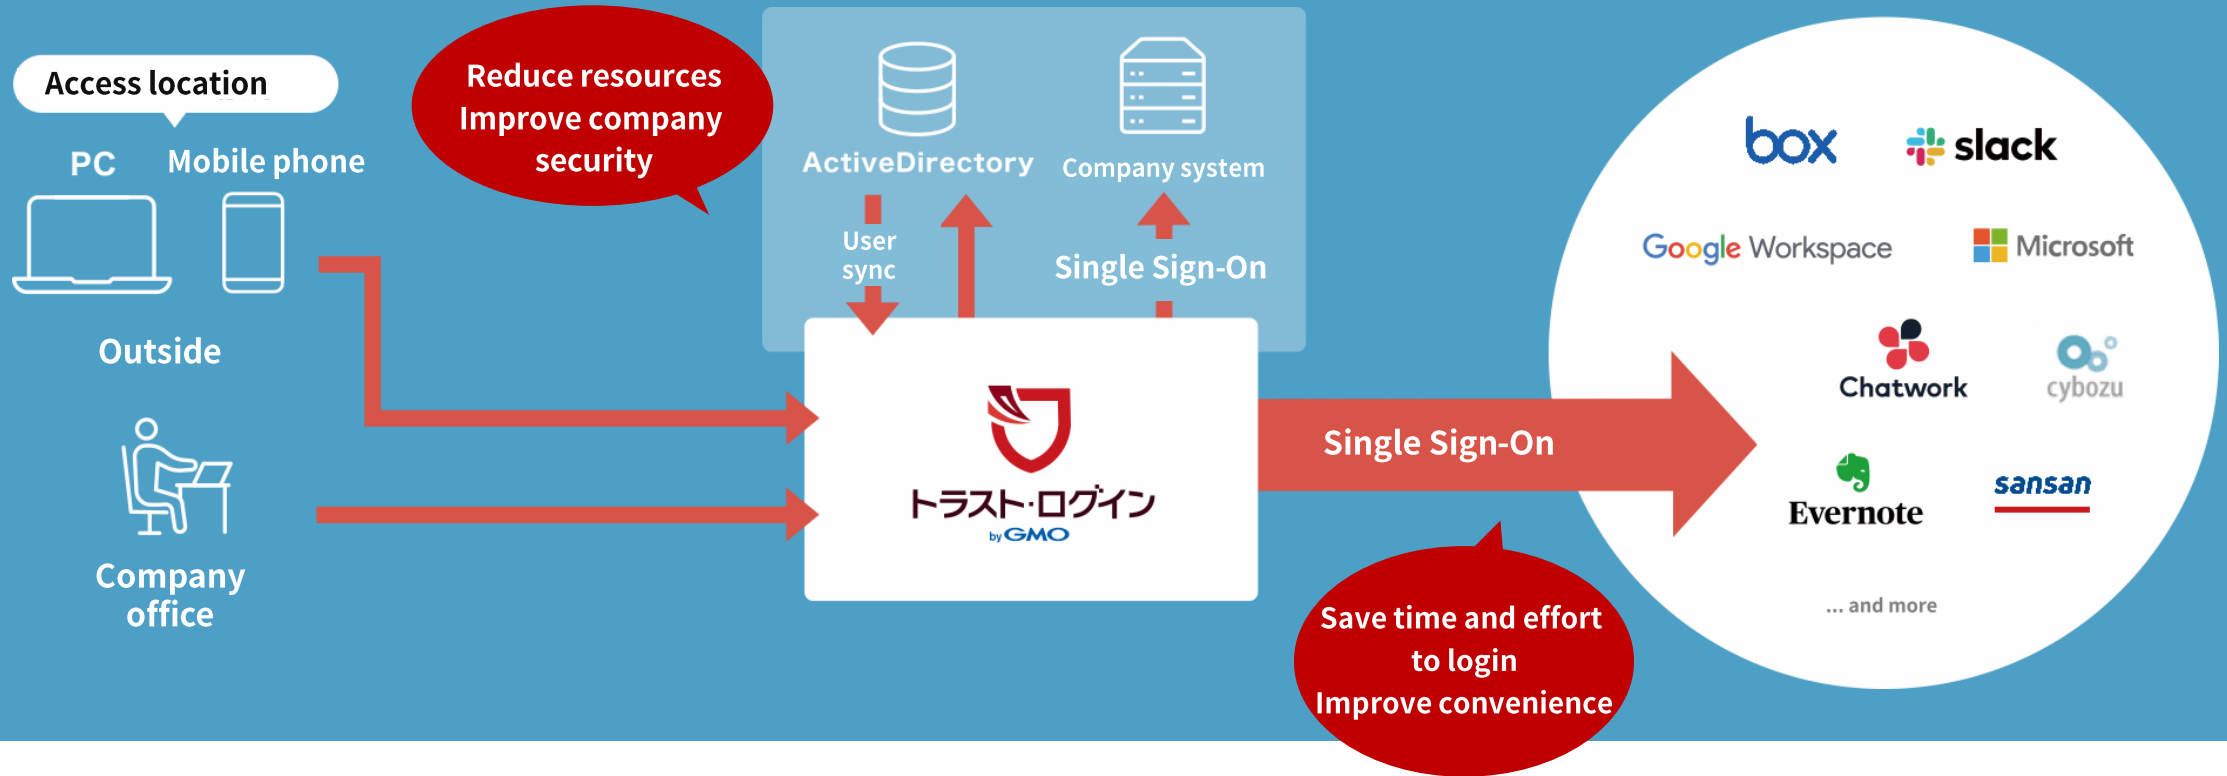 Access location
PC
Mobile phone
Outside
Company
office
Reduce resources
Improve company
security
ActiveDirectory
Company system
User
sync
Single Sign-On
トラスト・ログイン
by GMO
Single Sign-On
Save time and effort
to login
Improve convenience
box
slack
Google Workspace
Microsoft
Chatwork
cybozu
Evernote
sansan
... and more